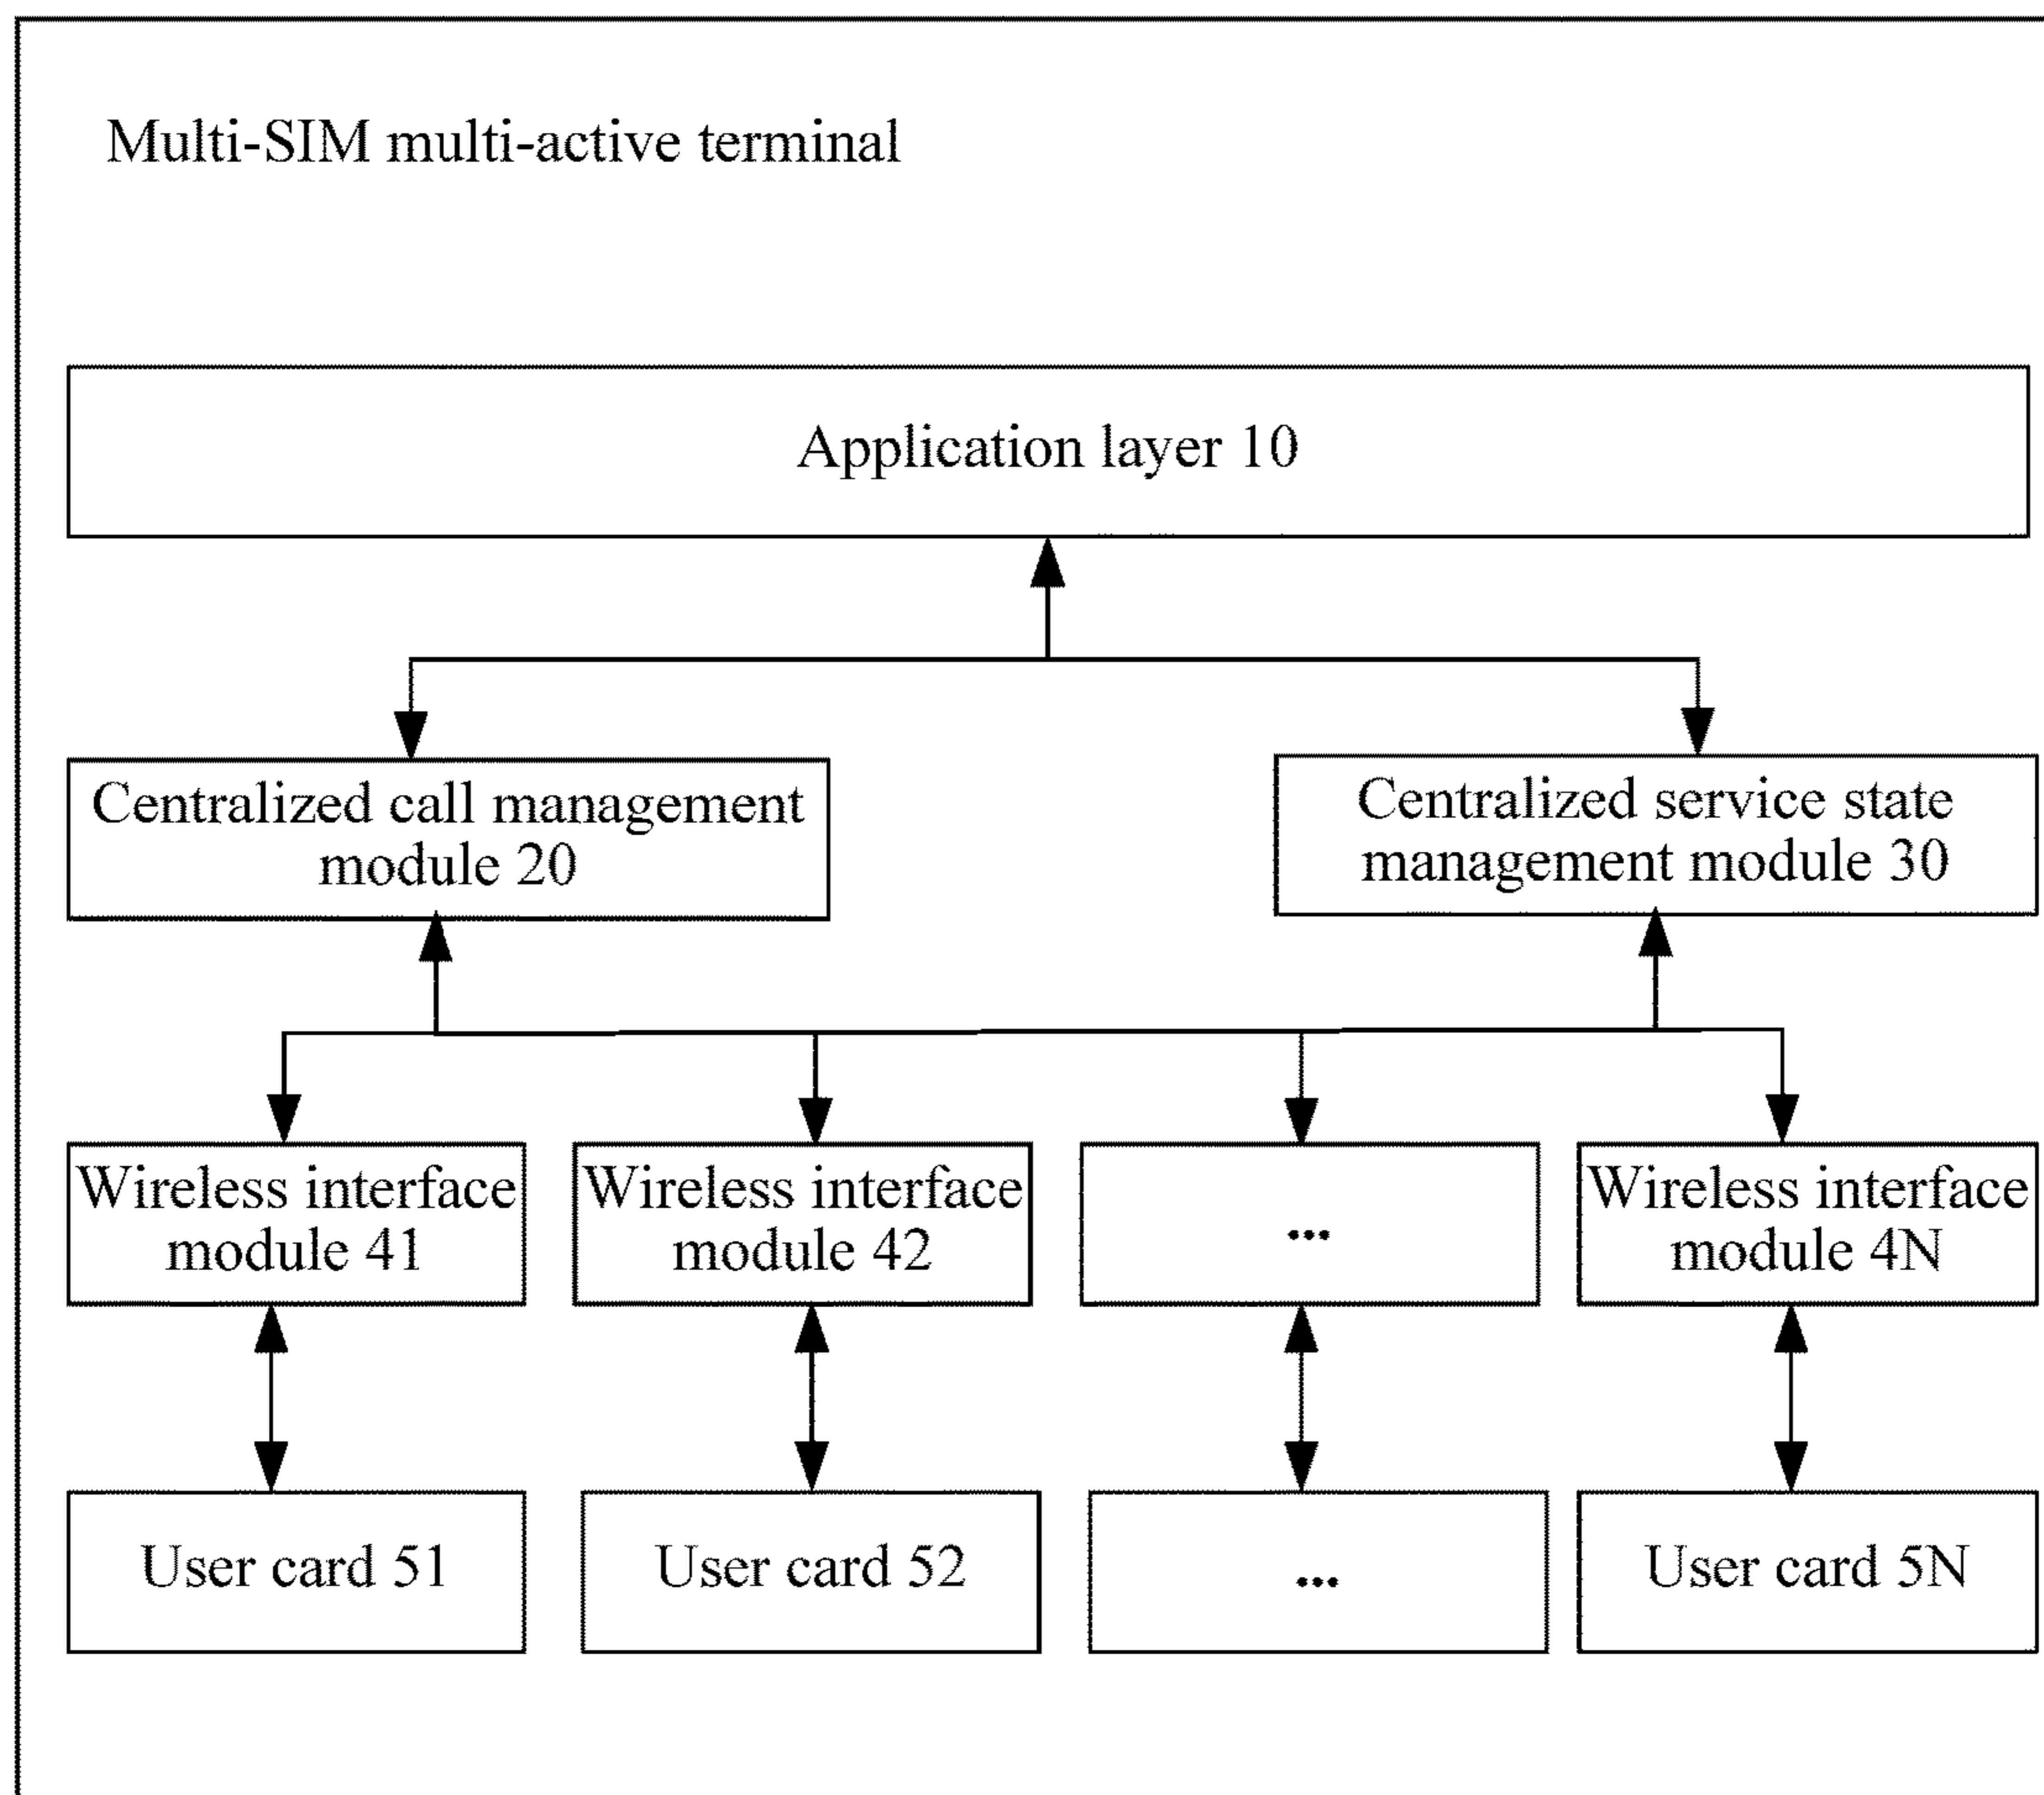 Multi-SIM multi-active terminal
Application layer 10
Centralized call management
module 20
Centralized service state
management module 30
Wireless interface
module 41
Wireless interface
module 42
...
Wireless interface
module 4N
User card 51
User card 52
...
User card 5N